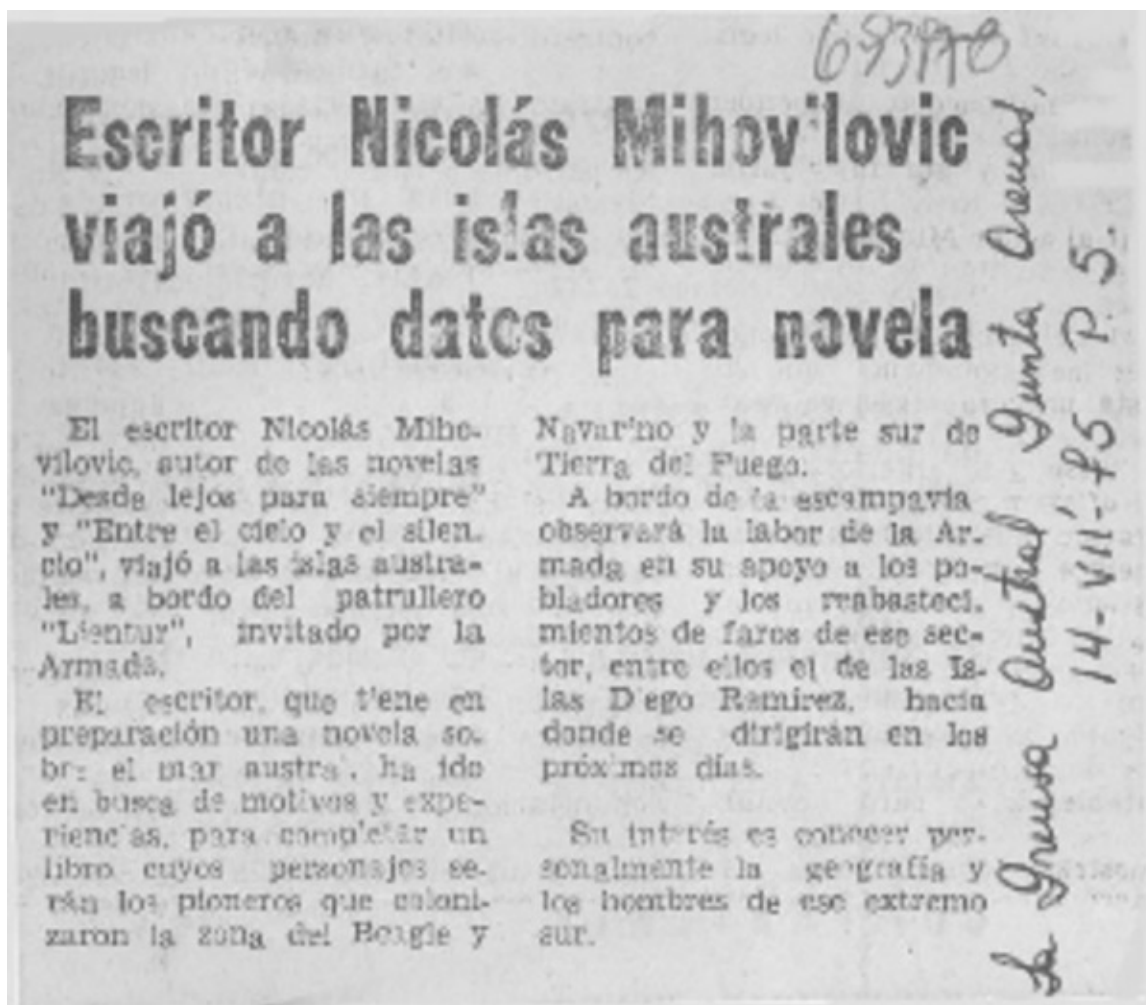 Escritor Nicolás Mihovilovic
viajó a las islas australes
buscando datos para novela
El escritor Nicolás Miho-
vilovic, autor de las novelas
"Desde lejos para siempre"
y "Entre el cielo y el silen.
cio", viajó a las islas austra-
les, a bordo del patrullero
"Lientur", invitado por la
Armada.
El escritor, que tiene en
preparación una novela so-
bre el mar austral, ha ido
en busca de motivos y expe-
riencias, para completar un
libro cuyos personajes se-
rán los pioneros que coloni-
zaron la zona del Beagle y
Navarino y la parte sur de
Tierra del Fuego.
A bordo de la escampavía
observará la labor de la Ar-
mada en su apoyo a los po-
bladores y los reabasteci.
mientos de faros de ese sec-
tor, entre ellos el de las Is-
las Diego Ramírez, hacia
donde se dirigirán en los
próximos días.
Su interés es conocer per-
sonalmente la geografía y
los hombres de ese extremo
sur.
La Prensa Austral Punta Arenas,
14-VII-75 P. 5.-